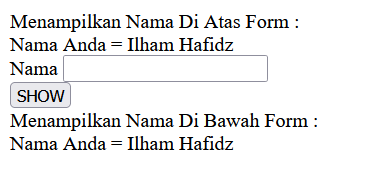 Menampilkan Nama Di Atas Form :
Nama Anda = Ilham Hafidz
Nama
SHOW
Menampilkan Nama Di Bawah Form :
Nama Anda = Ilham Hafidz